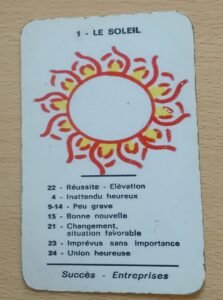 1 - LE SOLEIL
22 - Réussite - Elévation
4 - Inattendu heureux
9-14 - Peu grave
15 - Bonne nouvelle
21 - Changement,
situation favorable
23 - Imprévus sans importance
24 - Union heureuse
Succès - Entreprises